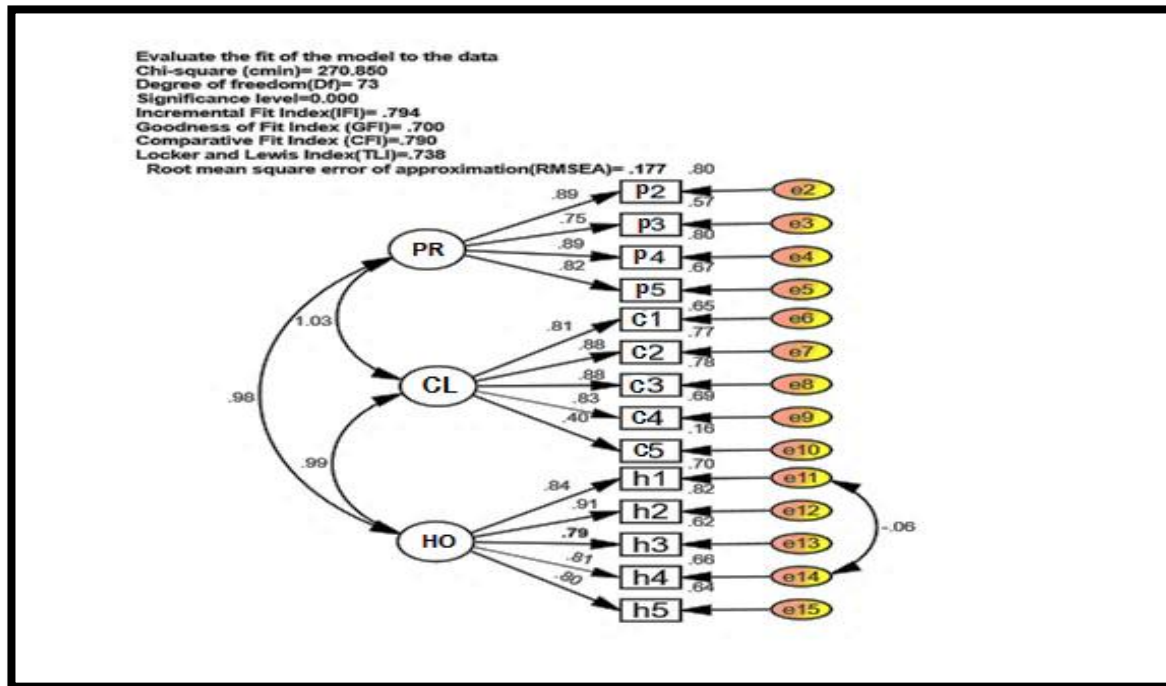 Evaluate the fit of the model to the data
Chi-square (cmin)= 270.850
Degree of freedom(Df)= 73
Significance level=0.000
Incremental Fit Index(IFI)= .794
Goodness of Fit Index (GFI)= .700
Comparative Fit Index (CFI)=.790
Locker and Lewis Index(TLI)=.738
Root mean square error of approximation(RMSEA)= .177
.80
.89 p2 e2
.57
.75 p3 e3
.80
PR .89 p4 e4
.67
.82 p5 e5
.65
1.03 .81 c1 e6
.77
.88 c2 e7
.78
CL .88 c3 e8
.69
.98 .83 c4 e9
.16
.40 c5 e10
.70
.99 .84 h1 e11
.82
.91 h2 e12
.62
-.06
HO .79 h3 e13
.66
.81 h4 e14
.64
.80 h5 e15